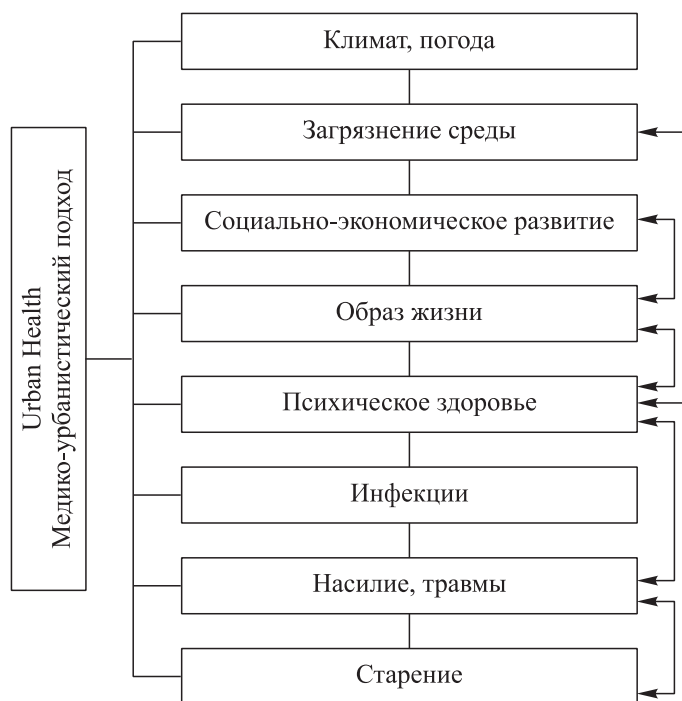 Климат, погода
Загрязнение среды
Социально-экономическое развитие
Образ жизни
Психическое здоровье
Инфекции
Насилие, травмы
Старение
Urban Health
Медико-урбанистический подход